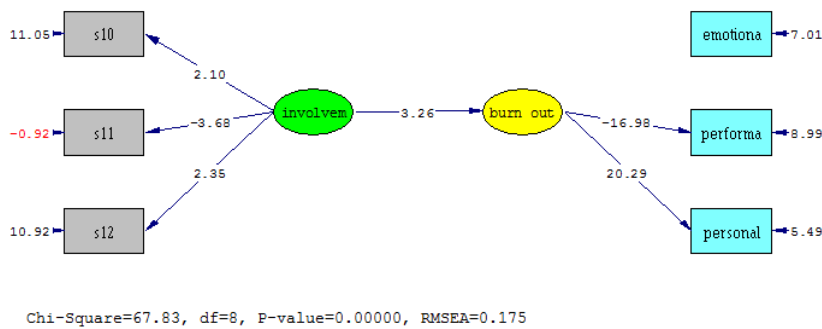 11.05 s10 emotiona 7.01
2.10
involvem 3.26 burn out
-0.92 s11 -3.68 -16.98 performa 8.99
2.35 20.29
10.92 s12 personal 5.49
Chi-Square=67.83, df=8, P-value=0.00000, RMSEA=0.175